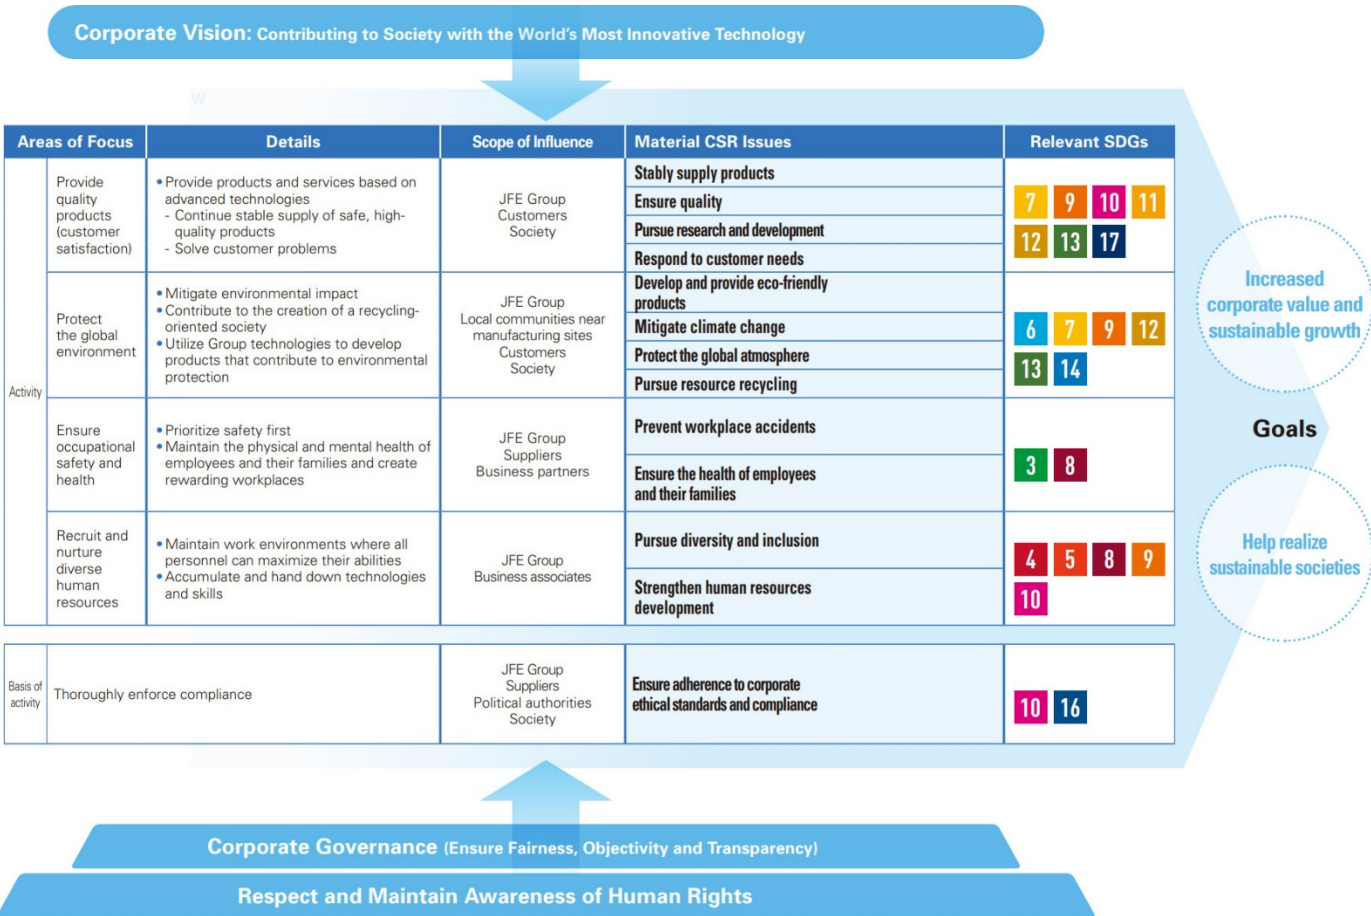 Corporate Vision: Contributing to Society with the World's Most Innovative Technology
W
Areas of Focus
Details
Scope of Influence
Material CSR Issues
Relevant SDGs
Activity
Provide
quality
products
(customer
satisfaction)
• Provide products and services based on
advanced technologies
- Continue stable supply of safe, high-
quality products
- Solve customer problems
JFE Group
Customers
Society
Stably supply products
Ensure quality
Pursue research and development
Respond to customer needs
7 9 10 11
12 13 17
Protect
the global
environment
• Mitigate environmental impact
• Contribute to the creation of a recycling-
oriented society
• Utilize Group technologies to develop
products that contribute to environmental
protection
JFE Group
Local communities near
manufacturing sites
Customers
Society
Develop and provide eco-friendly
products
Mitigate climate change
Protect the global atmosphere
Pursue resource recycling
6 7 9 12
13 14
Ensure
occupational
safety and
health
• Prioritize safety first
• Maintain the physical and mental health of
employees and their families and create
rewarding workplaces
JFE Group
Suppliers
Business partners
Prevent workplace accidents
Ensure the health of employees
and their families
3 8
Recruit and
nurture
diverse
human
resources
• Maintain work environments where all
personnel can maximize their abilities
• Accumulate and hand down technologies
and skills
JFE Group
Business associates
Pursue diversity and inclusion
Strengthen human resources
development
4 5 8 9
10
Basis of
activity
Thoroughly enforce compliance
JFE Group
Suppliers
Political authorities
Society
Ensure adherence to corporate
ethical standards and compliance
10 16
Increased
corporate value and
sustainable growth
Goals
Help realize
sustainable societies
Corporate Governance (Ensure Fairness, Objectivity and Transparency)
Respect and Maintain Awareness of Human Rights